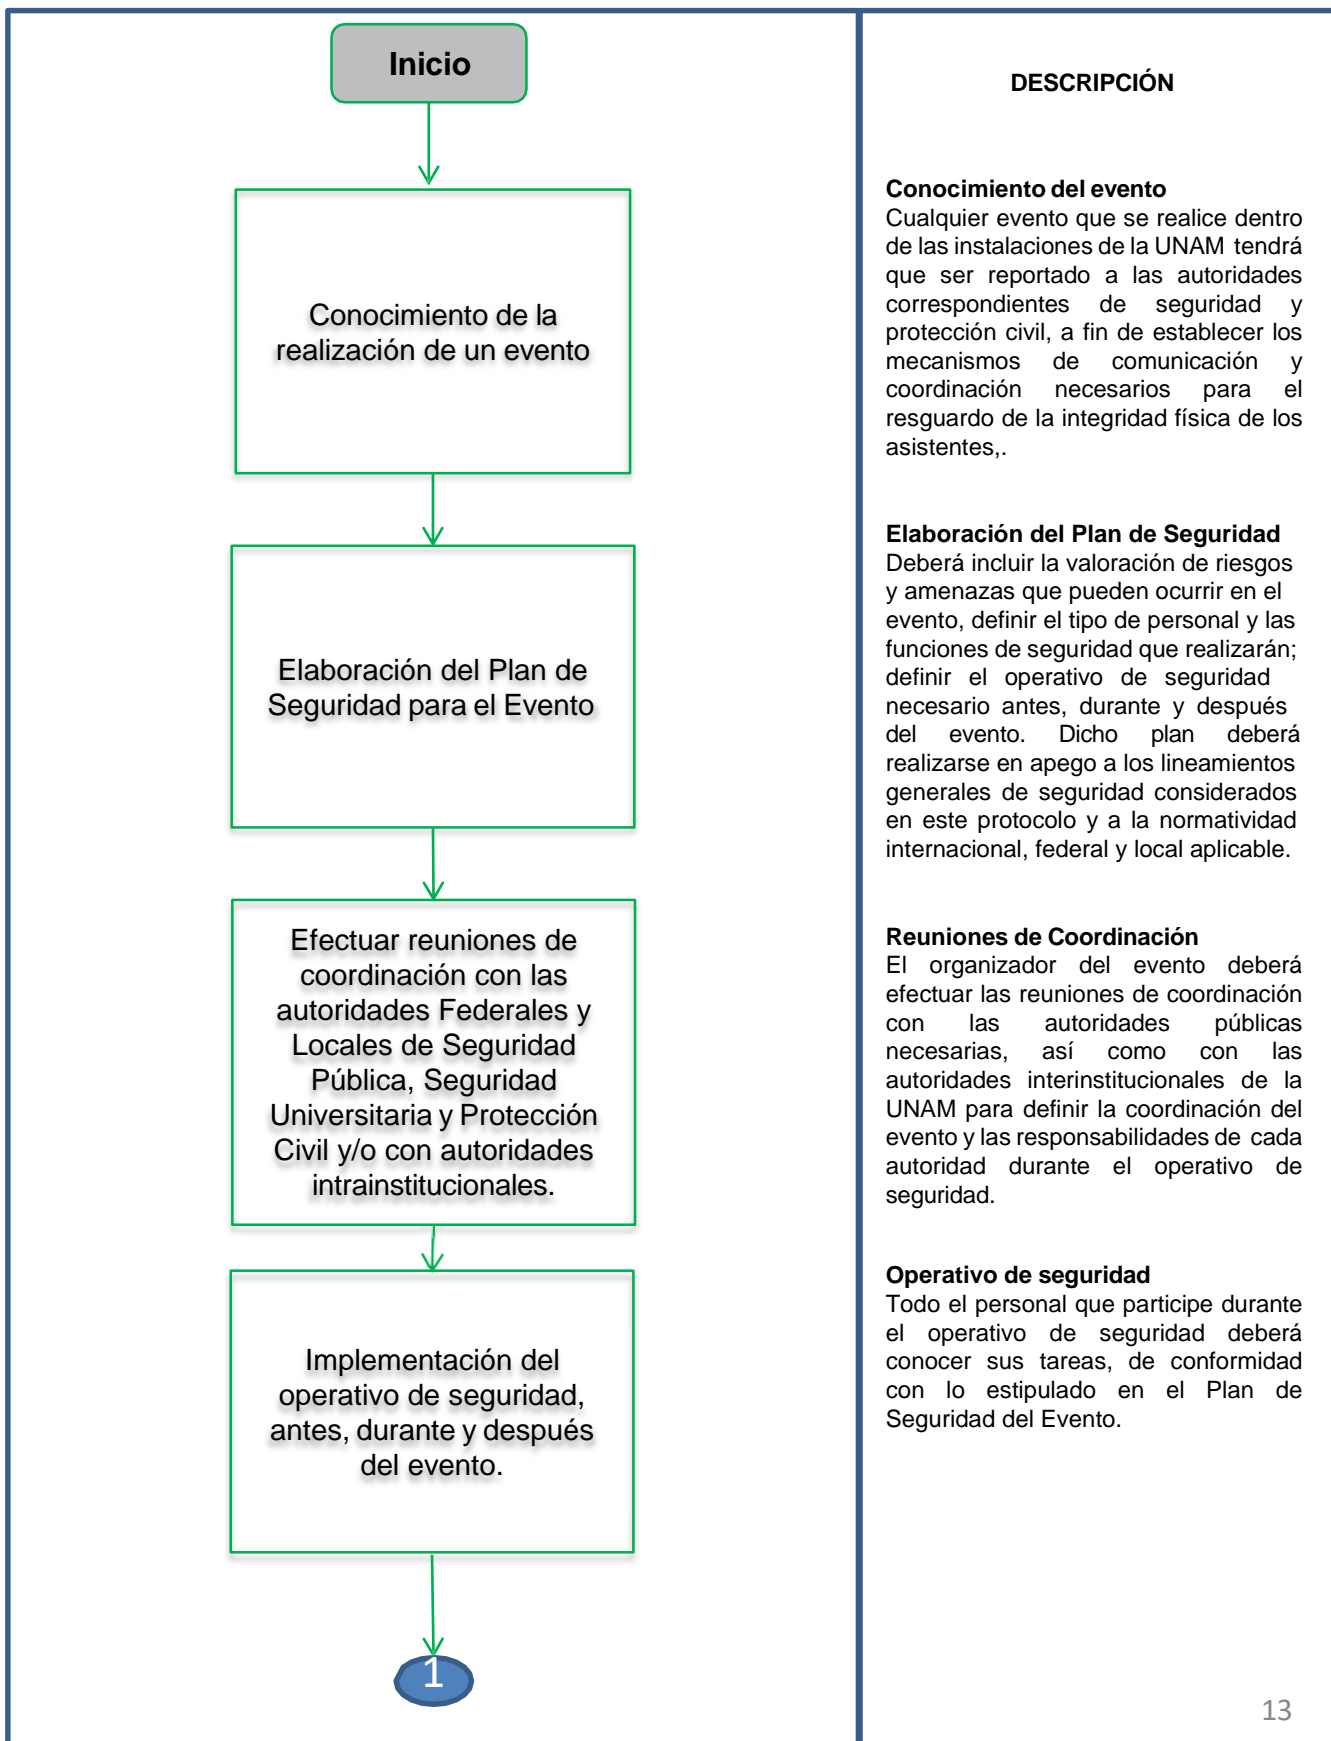 Inicio
Conocimiento de la
realización de un evento
Elaboración del Plan de
Seguridad para el Evento
Efectuar reuniones de
coordinación con las
autoridades Federales y
Locales de Seguridad
Pública, Seguridad
Universitaria y Protección
Civil y/o con autoridades
intrainstitucionales.
Implementación del
operativo de seguridad,
antes, durante y después
del evento.
1
DESCRIPCIÓN
Conocimiento del evento
Cualquier evento que se realice dentro
de las instalaciones de la UNAM tendrá
que ser reportado a las autoridades
correspondientes de seguridad y
protección civil, a fin de establecer los
mecanismos de comunicación y
coordinación necesarios para el
resguardo de la integridad física de los
asistentes,.
Elaboración del Plan de Seguridad
Deberá incluir la valoración de riesgos
y amenazas que pueden ocurrir en el
evento, definir el tipo de personal y las
funciones de seguridad que realizarán;
definir el operativo de seguridad
necesario antes, durante y después
del evento. Dicho plan deberá
realizarse en apego a los lineamientos
generales de seguridad considerados
en este protocolo y a la normatividad
internacional, federal y local aplicable.
Reuniones de Coordinación
El organizador del evento deberá
efectuar las reuniones de coordinación
con las autoridades públicas
necesarias, así como con las
autoridades interinstitucionales de la
UNAM para definir la coordinación del
evento y las responsabilidades de cada
autoridad durante el operativo de
seguridad.
Operativo de seguridad
Todo el personal que participe durante
el operativo de seguridad deberá
conocer sus tareas, de conformidad
con lo estipulado en el Plan de
Seguridad del Evento.
13